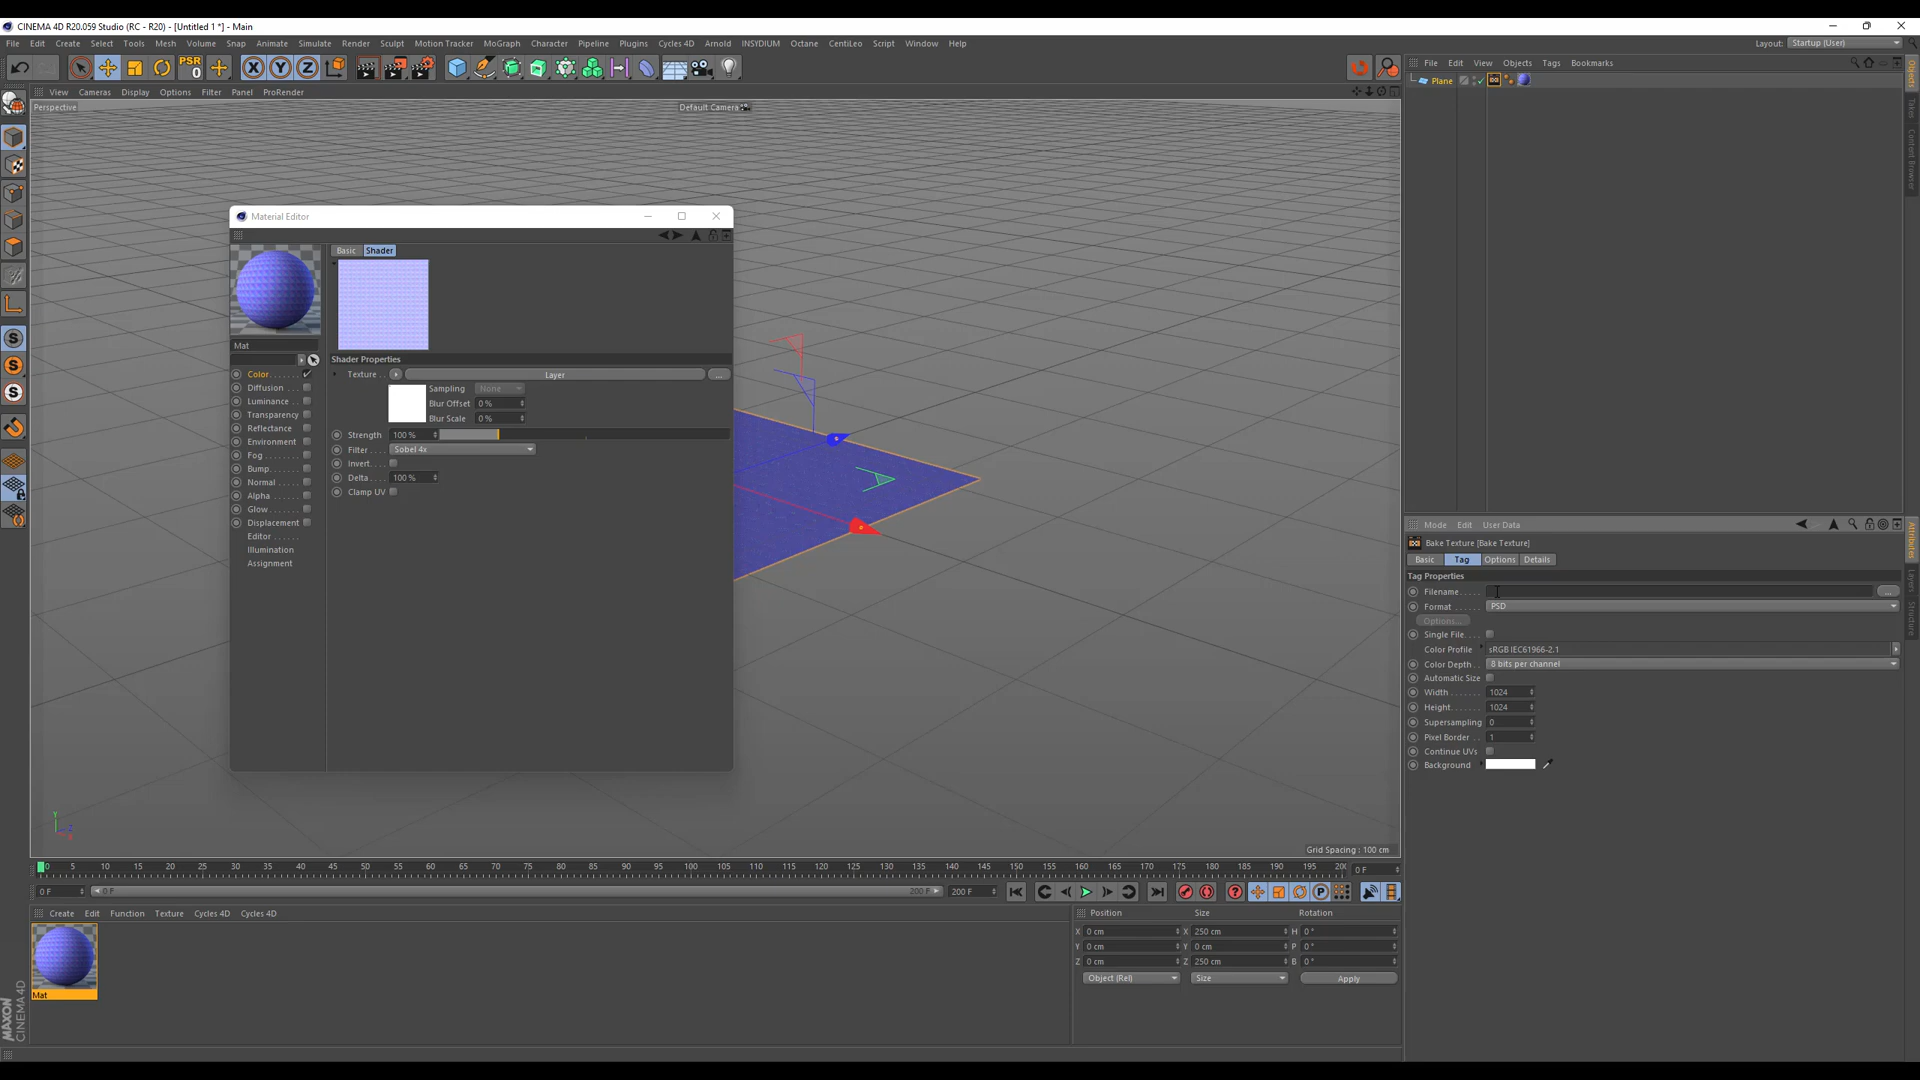 CINEMA 4D R20.059 Studio (RC - R20) - [Untitled 1 *] - Main
File Edit Create Select Tools Mesh Volume Snap Animate Simulate Render Sculpt Motion Tracker MoGraph Character Pipeline Plugins Cycles 4D Arnold INSYDIUM Octane CentiLeo Script Window Help
Layout: Startup (User)
PSR
0
X Y Z
File Edit View Objects Tags Bookmarks
Plane
View Cameras Display Options Filter Panel ProRender
Perspective
Default Camera
Material Editor
Basic Shader
Mat
Shader Properties
Texture . . Layer ...
Sampling None
Blur Offset 0 %
Blur Scale 0 %
Strength 100 %
Filter . . . . Sobel 4x
Invert. . . .
Delta. . . . 100 %
Clamp UV
Color. . . . . . .
Diffusion . . . .
Luminance . . .
Transparency
Reflectance
Environment
Fog. . . . . . . .
Bump. . . . . .
Normal . . . . .
Alpha . . . . . .
Glow. . . . . . .
Displacement
Editor . . . . . .
Illumination
Assignment
S
S
S
Grid Spacing : 100 cm
Objects
Takes
Content Browser
Structure
Attributes
Layers
Structure
Mode Edit User Data
Bake Texture [Bake Texture]
Basic Tag Options Details
Tag Properties
Filename. . . . . ...
Format . . . . . . PSD
Options...
Single File. . . .
Color Profile sRGB IEC61966-2.1
Color Depth . . 8 bits per channel
Automatic Size
Width . . . . . . . 1024
Height. . . . . . . 1024
Supersampling 0
Pixel Border . . 1
Continue UVs
Background
0 5 10 15 20 25 30 35 40 45 50 55 60 65 70 75 80 85 90 95 100 105 110 115 120 125 130 135 140 145 150 155 160 165 170 175 180 185 190 195 200 0 F
0 F 0 F 200 F 200 F
Create Edit Function Texture Cycles 4D Cycles 4D
Mat
Position Size Rotation
X 0 cm X 250 cm H 0 °
Y 0 cm Y 0 cm P 0 °
Z 0 cm Z 250 cm B 0 °
Object (Rel) Size Apply
MAXON
CINEMA 4D